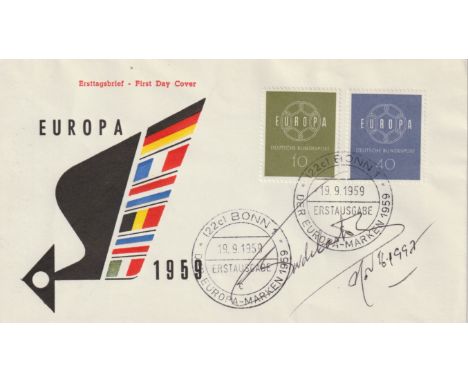 Ersttagsbrief - First Day Cover
EUROPA
1959
EUROPA
DEUTSCHE BUNDESPOST
10
EUROPA
DEUTSCHE BUNDESPOST
40
(22c) BONN 1
19.9.1959
ERSTAUSGABE
DER EUROPA-MARKEN 1959
(22c) BONN 1
19.9.1959
ERSTAUSGABE
DER EUROPA-MARKEN 1959